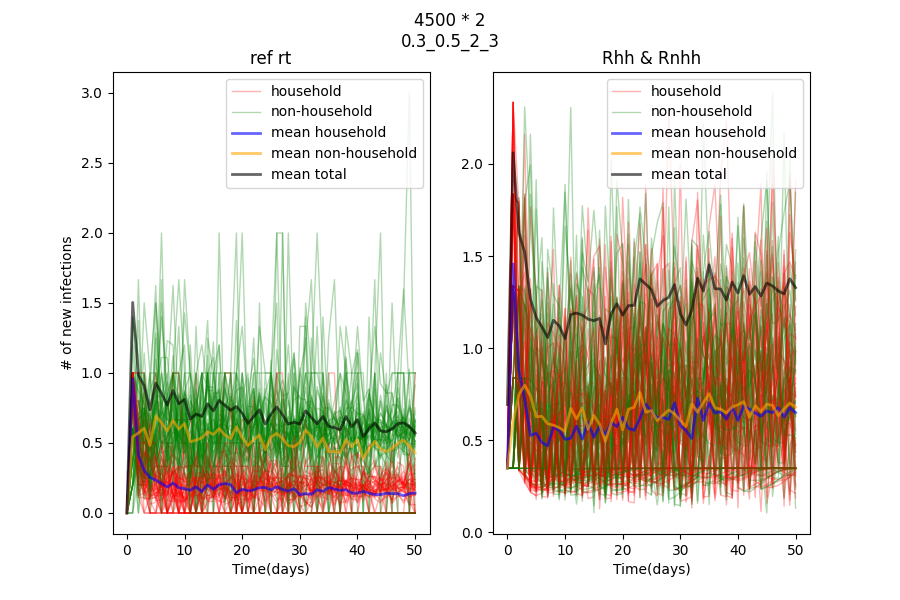 4500 * 2
0.3_0.5_2_3
ref rt
household
non-household
mean household
mean non-household
mean total
# of new infections
3.0
2.5
2.0
1.5
1.0
0.5
0.0
0
10
20
30
40
50
Time(days)
Rhh & Rnhh
household
non-household
mean household
mean non-household
mean total
2.0
1.5
1.0
0.5
0.0
0
10
20
30
40
50
Time(days)